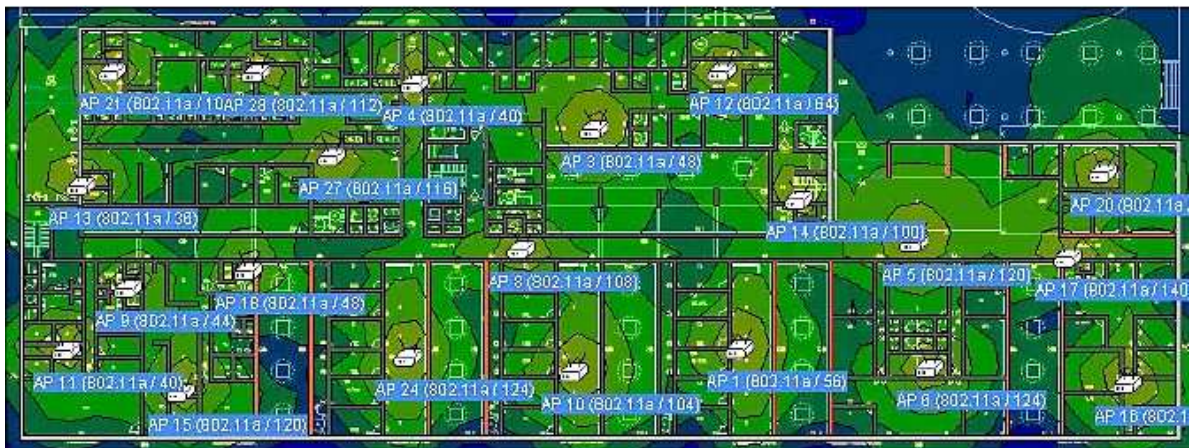 AP 21 (802.11a / 10
AP 28 (802.11a / 112)
AP 4 (802.11a / 40)
AP 12 (802.11a / 64)
AP 3 (802.11a / 48)
AP 27 (802.11a / 116)
AP 13 (802.11a / 36)
AP 14 (802.11a / 100)
AP 20 (802.11a /
AP 8 (802.11a / 108)
AP 5 (802.11a / 120)
AP 17 (802.11a / 140)
AP 18 (802.11a / 48)
AP 9 (802.11a / 44)
AP 11 (802.11a / 40)
AP 24 (802.11a / 124)
AP 10 (802.11a / 104)
AP 1 (802.11a / 56)
AP 6 (802.11a / 124)
AP 16 (802.1
AP 15 (802.11a / 120)